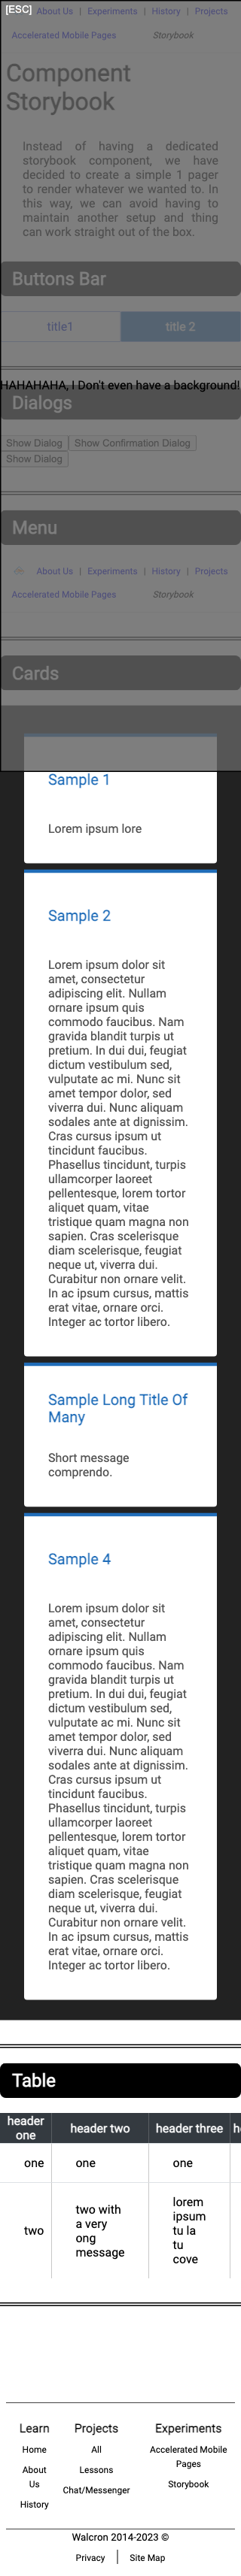 [ESC] About Us | Experiments | History | Projects
Accelerated Mobile Pages Storybook
Component
Storybook
Instead of having a dedicated
storybook component, we have
decided to create a simple 1 pager
to render whatever we wanted to. In
this way, we can avoid having to
maintain another setup and thing
can work straight out of the box.
Buttons Bar
title1 title 2
HAHAHAHA, I Don't even have a background!
Dialogs
Show Dialog Show Confirmation Dialog
Show Dialog
Menu
About Us | Experiments | History | Projects
Accelerated Mobile Pages Storybook
Cards
Sample 1
Lorem ipsum lore
Sample 2
Lorem ipsum dolor sit
amet, consectetur
adipiscing elit. Nullam
ornare ipsum quis
commodo faucibus. Nam
gravida blandit turpis ut
pretium. In dui dui, feugiat
dictum vestibulum sed,
vulputate ac mi. Nunc sit
amet tempor dolor, sed
viverra dui. Nunc aliquam
sodales ante at dignissim.
Cras cursus ipsum ut
tincidunt faucibus.
Phasellus tincidunt, turpis
ullamcorper laoreet
pellentesque, lorem tortor
aliquet quam, vitae
tristique quam magna non
sapien. Cras scelerisque
diam scelerisque, feugiat
neque ut, viverra dui.
Curabitur non ornare velit.
In ac ipsum cursus, mattis
erat vitae, ornare orci.
Integer ac tortor libero.
Sample Long Title Of
Many
Short message
comprendo.
Sample 4
Lorem ipsum dolor sit
amet, consectetur
adipiscing elit. Nullam
ornare ipsum quis
commodo faucibus. Nam
gravida blandit turpis ut
pretium. In dui dui, feugiat
dictum vestibulum sed,
vulputate ac mi. Nunc sit
amet tempor dolor, sed
viverra dui. Nunc aliquam
sodales ante at dignissim.
Cras cursus ipsum ut
tincidunt faucibus.
Phasellus tincidunt, turpis
ullamcorper laoreet
pellentesque, lorem tortor
aliquet quam, vitae
tristique quam magna non
sapien. Cras scelerisque
diam scelerisque, feugiat
neque ut, viverra dui.
Curabitur non ornare velit.
In ac ipsum cursus, mattis
erat vitae, ornare orci.
Integer ac tortor libero.
Table
header
one header two header three
one one one
two
two with
a very
ong
message
lorem
ipsum
tu la
tu
cove
Learn Projects Experiments
Home All Accelerated Mobile
Pages
About
Us Lessons Storybook
History Chat/Messenger
Walcron 2014-2023 ©
Privacy | Site Map